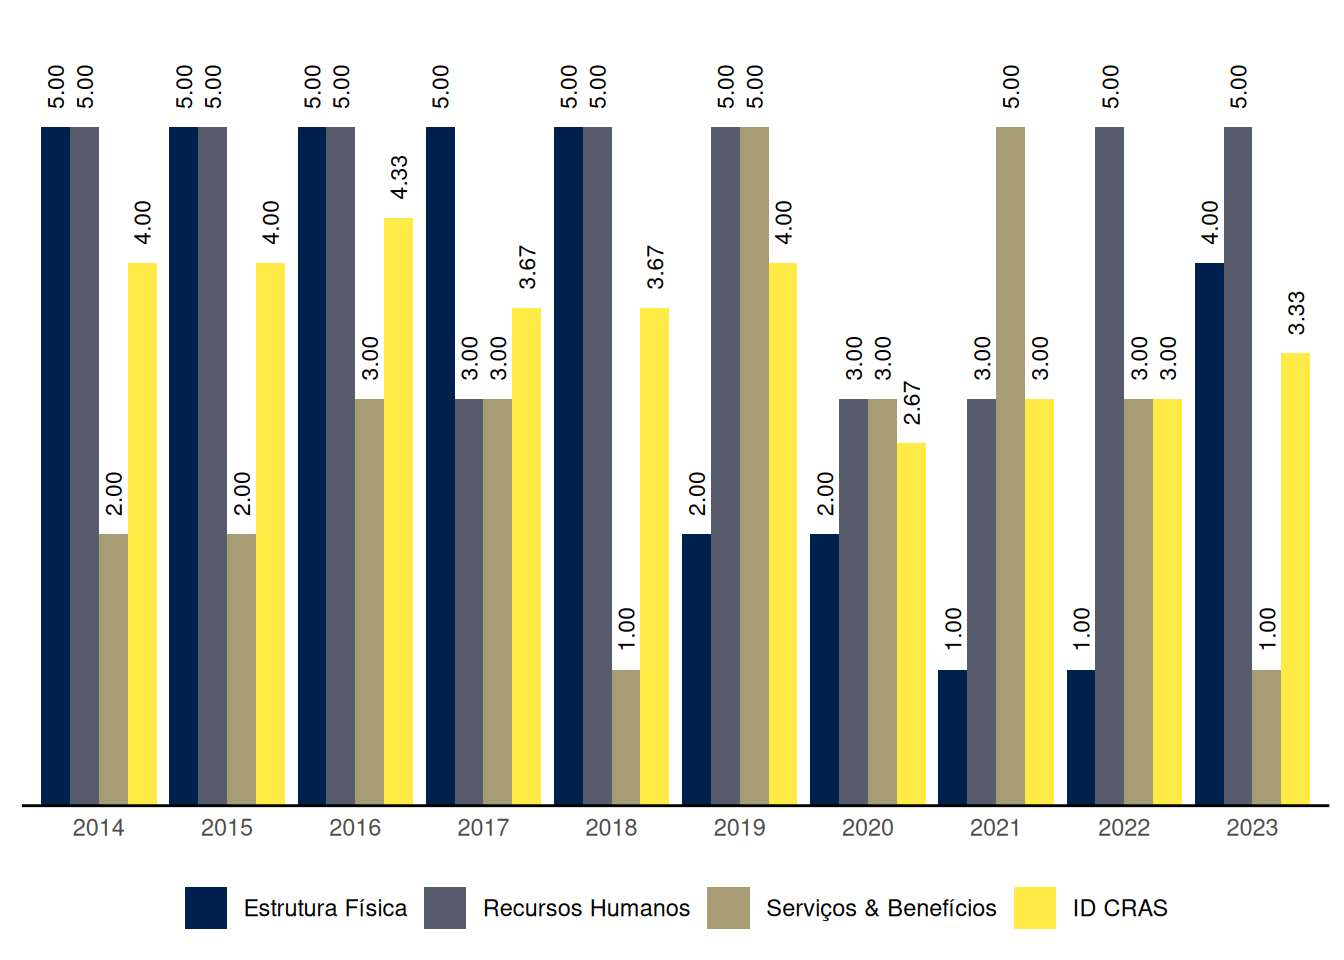 5.00 5.00 2.00 4.00
5.00 5.00 2.00 4.00
5.00 5.00 3.00 4.33
5.00 3.00 3.00 3.67
5.00 5.00 1.00 3.67
2.00 5.00 5.00 4.00
2.00 3.00 3.00 2.67
1.00 3.00 5.00 3.00
1.00 5.00 3.00 3.00
4.00 5.00 1.00 3.33
2014 2015 2016 2017 2018 2019 2020 2021 2022 2023
Estrutura Física Recursos Humanos Serviços & Benefícios ID CRAS